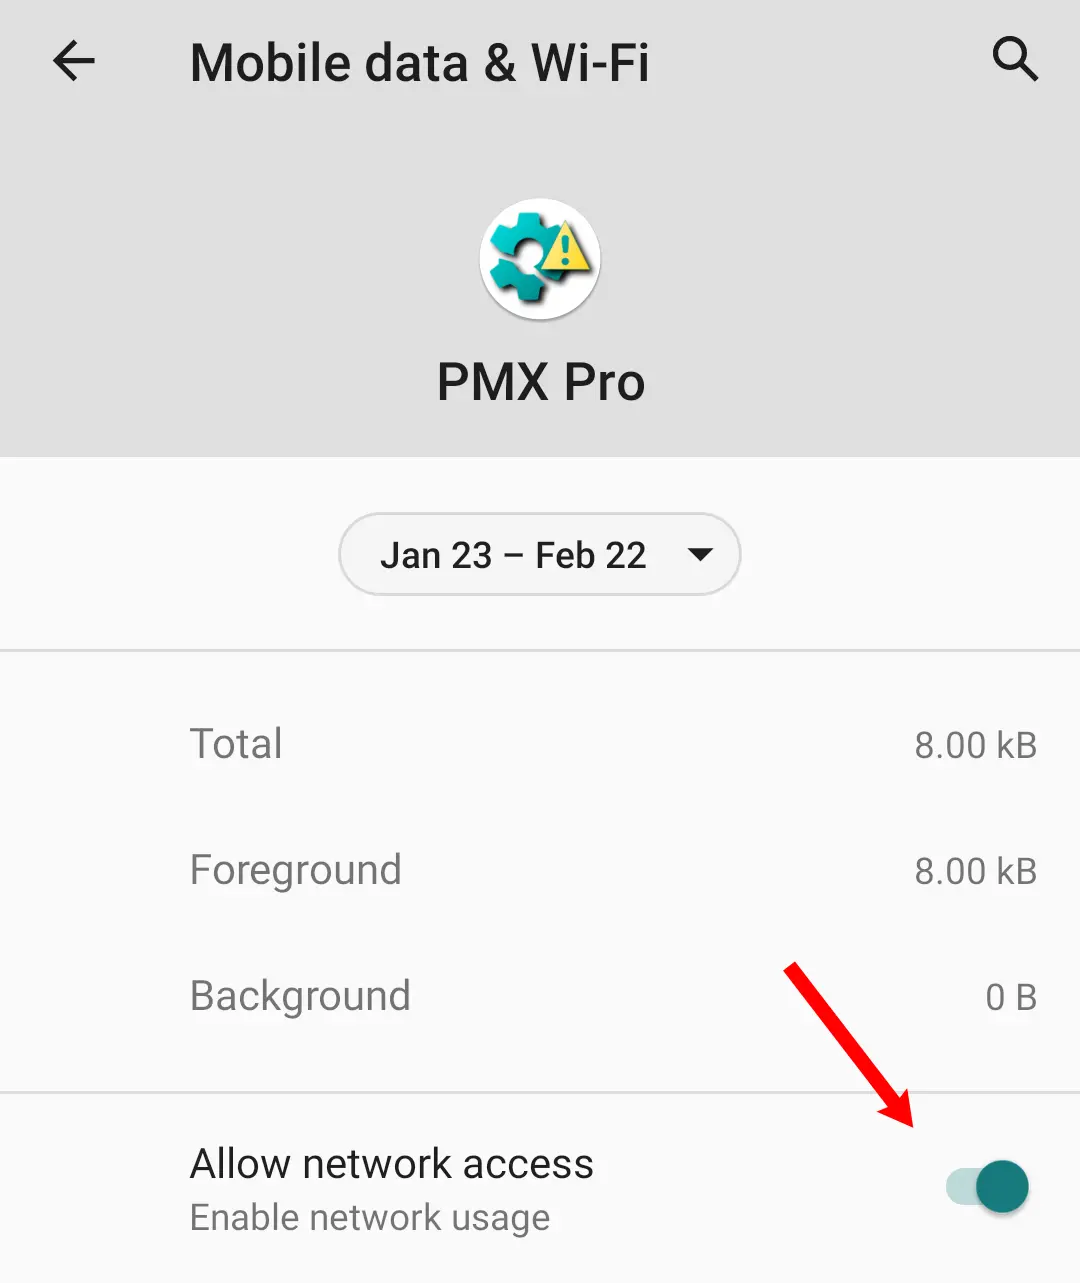 Mobile data & Wi-Fi
PMX Pro
Jan 23 – Feb 22
Total 8.00 kB
Foreground 8.00 kB
Background 0 B
Allow network access
Enable network usage